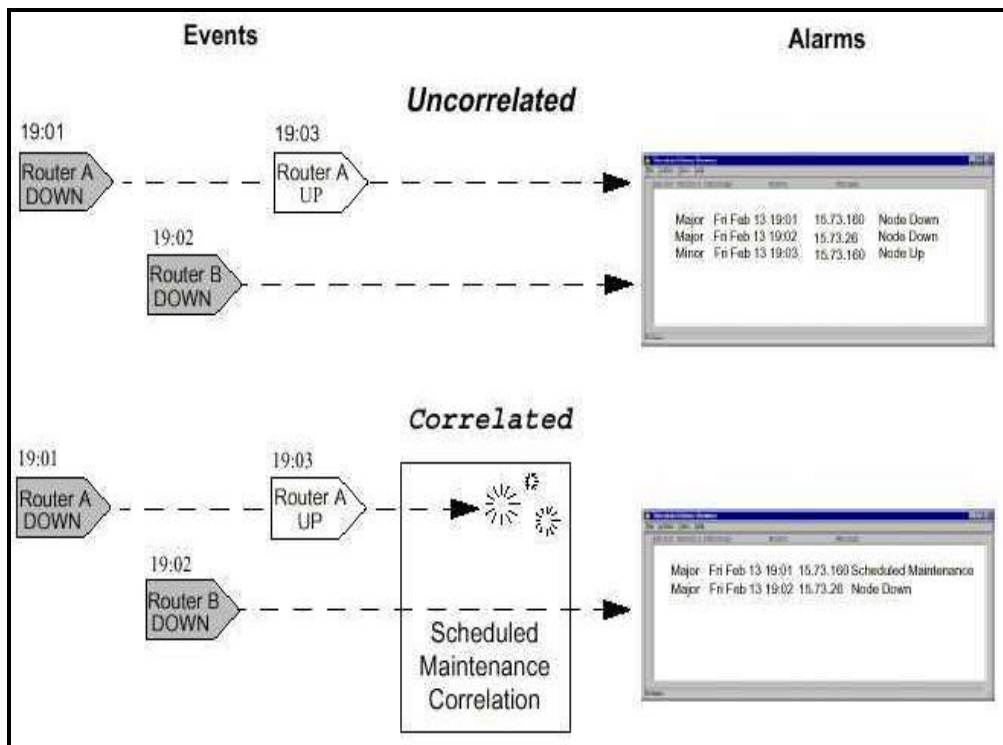 Events
Alarms
Uncorrelated
19:01
19:03
Router A
DOWN
Router A
UP
19:02
Router B
DOWN
Major Fri Feb 13 19:01 15.73.160 Node Down
Major Fri Feb 13 19:02 15.73.26 Node Down
Minor Fri Feb 13 19:03 15.73.160 Node Up
Correlated
19:01
19:03
Router A
DOWN
Router A
UP
19:02
Router B
DOWN
Scheduled
Maintenance
Correlation
Major Fri Feb 13 19:01 15.73.160 Scheduled Maintenance
Major Fri Feb 13 19:02 15.73.26 Node Down